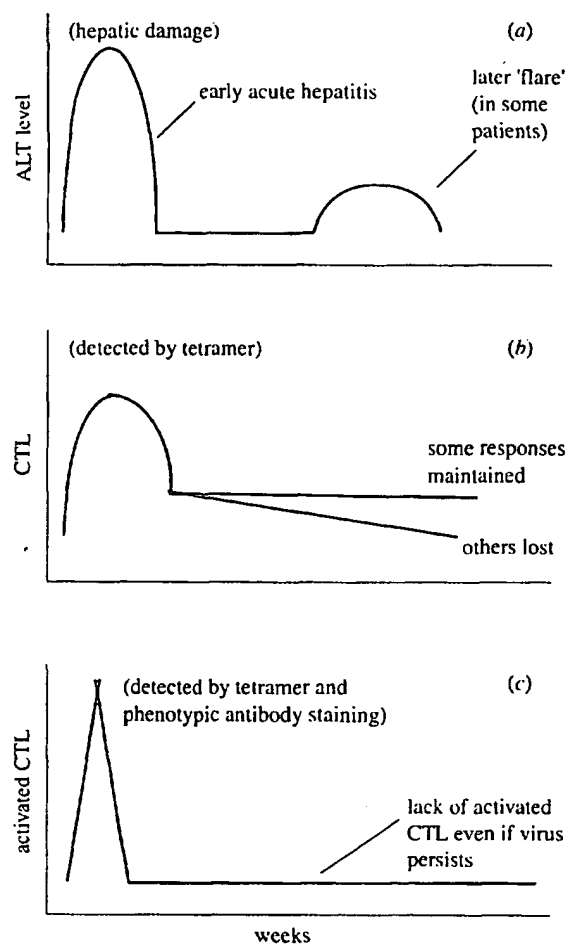 (hepatic damage)
(a)
early acute hepatitis
later 'flare'
(in some
patients)
ALT level
(detected by tetramer)
(b)
some responses
maintained
others lost
CTL
(detected by tetramer and
phenotypic antibody staining)
(c)
lack of activated
CTL even if virus
persists
activated CTL
weeks